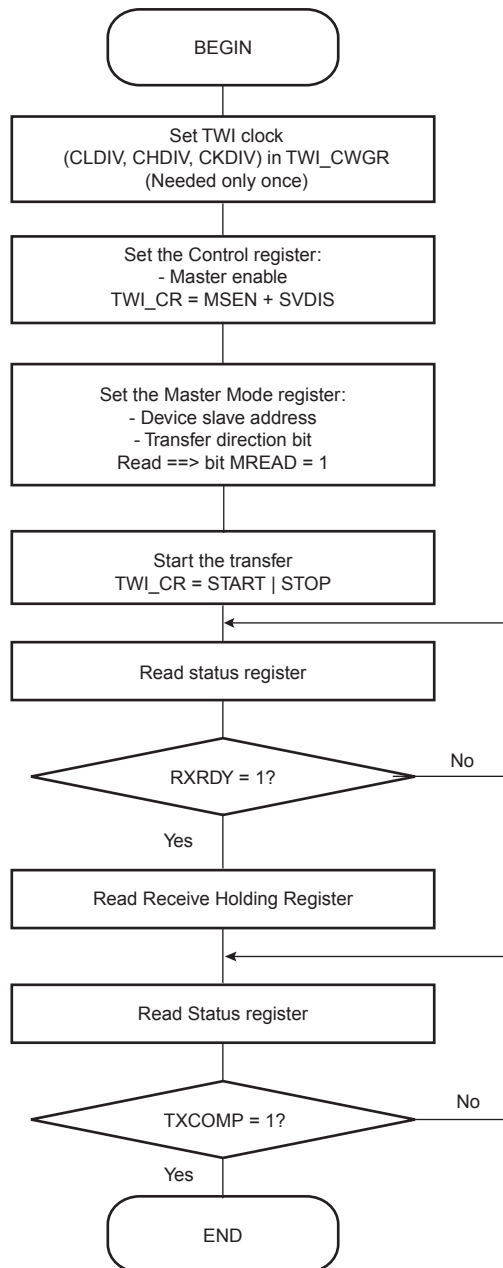 BEGIN
Set TWI clock
(CLDIV, CHDIV, CKDIV) in TWI_CWGR
(Needed only once)
Set the Control register:
- Master enable
TWI_CR = MSEN + SVDIS
Set the Master Mode register:
- Device slave address
- Transfer direction bit
Read ==> bit MREAD = 1
Start the transfer
TWI_CR = START | STOP
Read status register
RXRDY = 1?
No
Yes
Read Receive Holding Register
Read Status register
TXCOMP = 1?
No
Yes
END